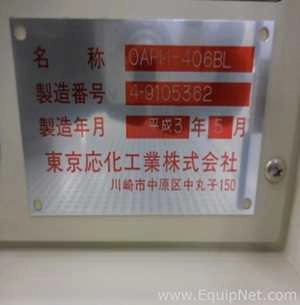 名称 OAPM-406BL
製造番号 4-9105362
製造年月 平成3年5月
東京応化工業株式会社
川崎市中原区中丸子150
© EquipNet.com
www.EquipNet.com